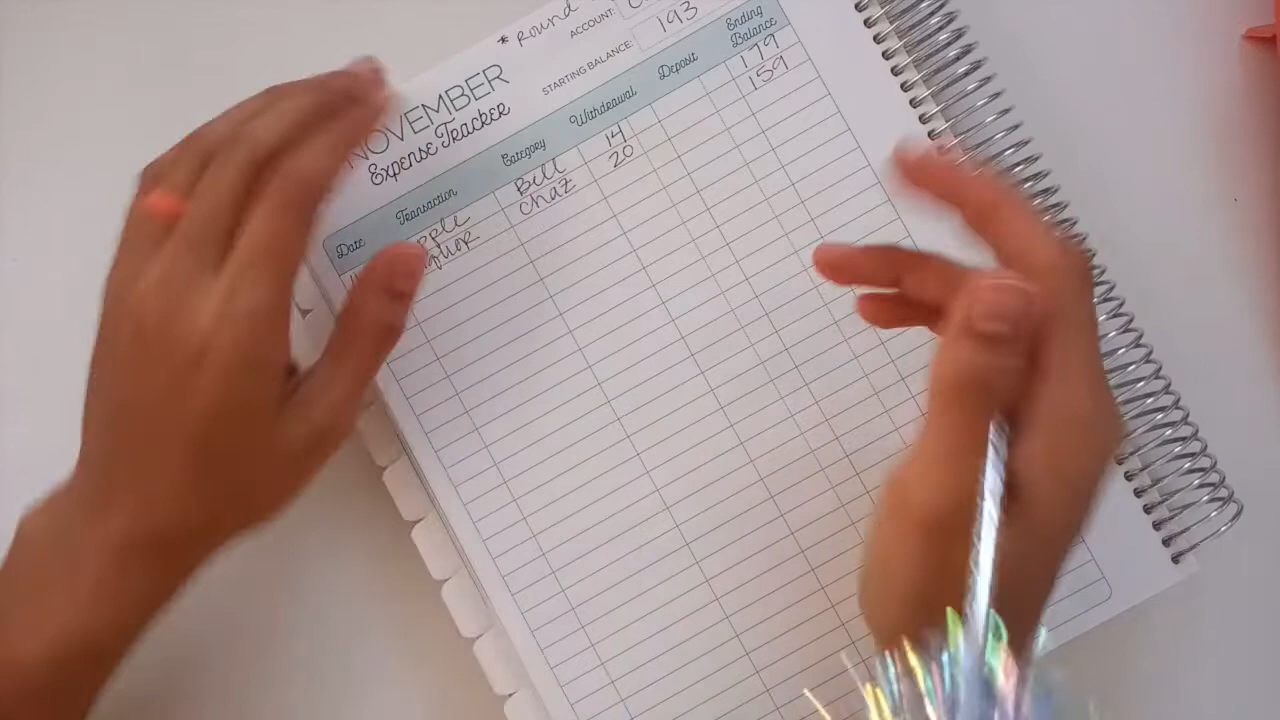 * ROUND
ACCOUNT:
STARTING BALANCE: 193
NOVEMBER
Expense Tracker
Date Transaction Category Withdrawal Deposit Ending Balance
Bill 14 179
chaz 20 159